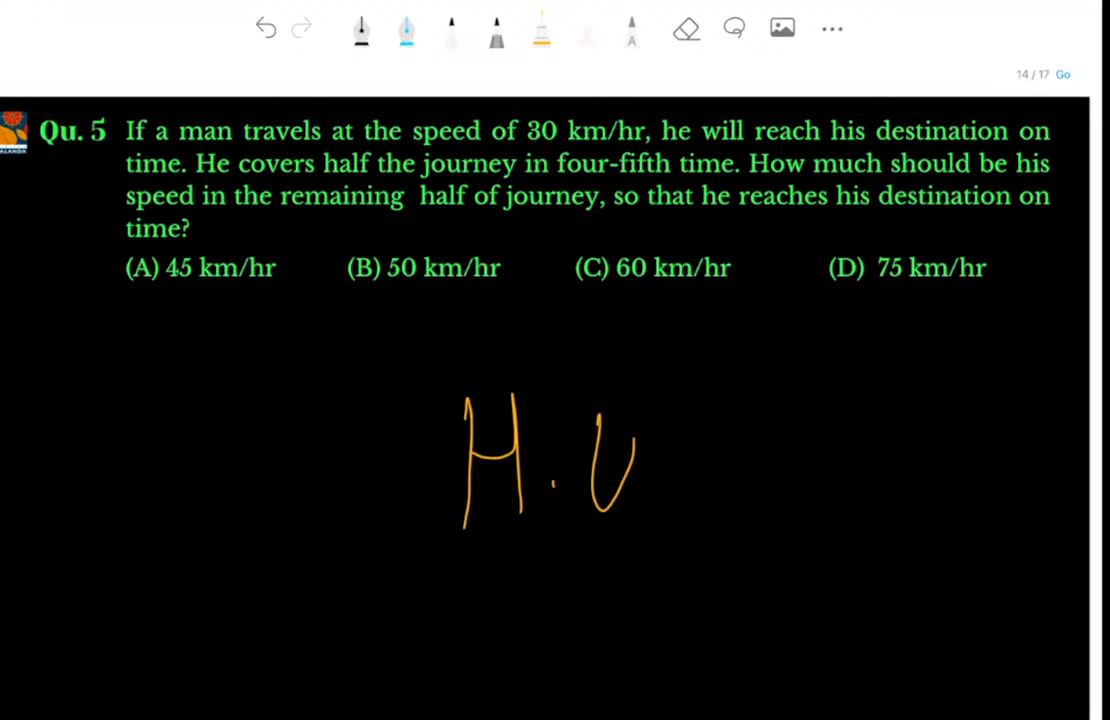 14 / 17 Go
Qu. 5 If a man travels at the speed of 30 km/hr, he will reach his destination on
time. He covers half the journey in four-fifth time. How much should be his
speed in the remaining half of journey, so that he reaches his destination on
time?
(A) 45 km/hr (B) 50 km/hr (C) 60 km/hr (D) 75 km/hr
H.